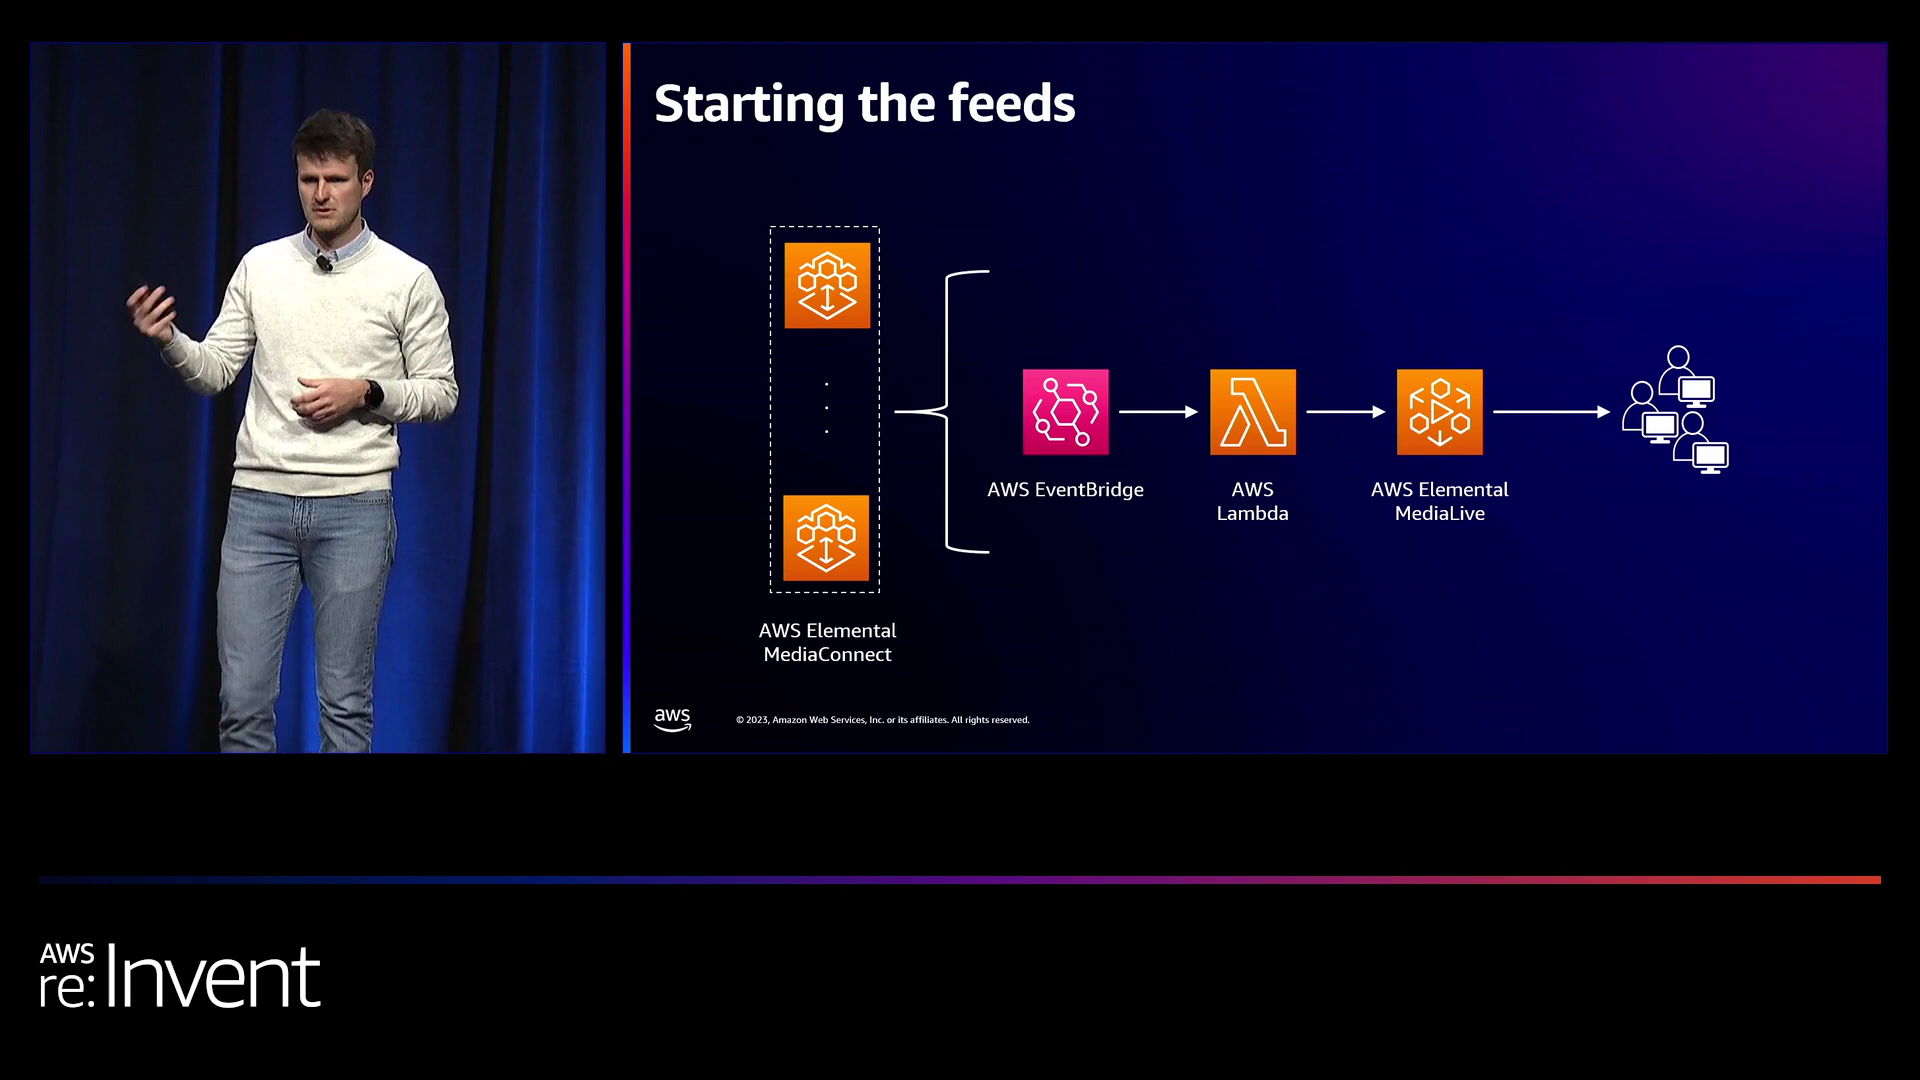 Starting the feeds
AWS EventBridge
AWS
Lambda
AWS Elemental
MediaLive
AWS Elemental
MediaConnect
aws
© 2023, Amazon Web Services, Inc. or its affiliates. All rights reserved.
AWS
re:Invent